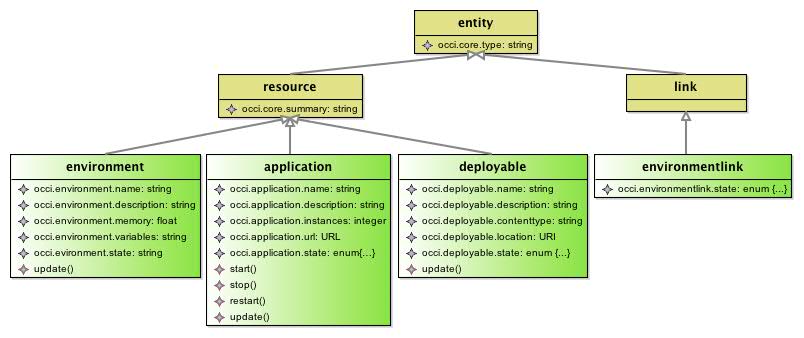 entity
occi.core.type: string
resource
occi.core.summary: string
link
environment
occi.environment.name: string
occi.environment.description: string
occi.environment.memory: float
occi.environment.variables: string
occi.evironment.state: string
update()
application
occi.application.name: string
occi.application.description: string
occi.application.instances: integer
occi.application.url: URL
occi.application.state: enum{...}
start()
stop()
restart()
update()
deployable
occi.deployable.name: string
occi.deployable.description: string
occi.deployable.contenttype: string
occi.deployable.location: URI
occi.deployable.state: enum {...}
update()
environmentlink
occi.environmentlink.state: enum {...}